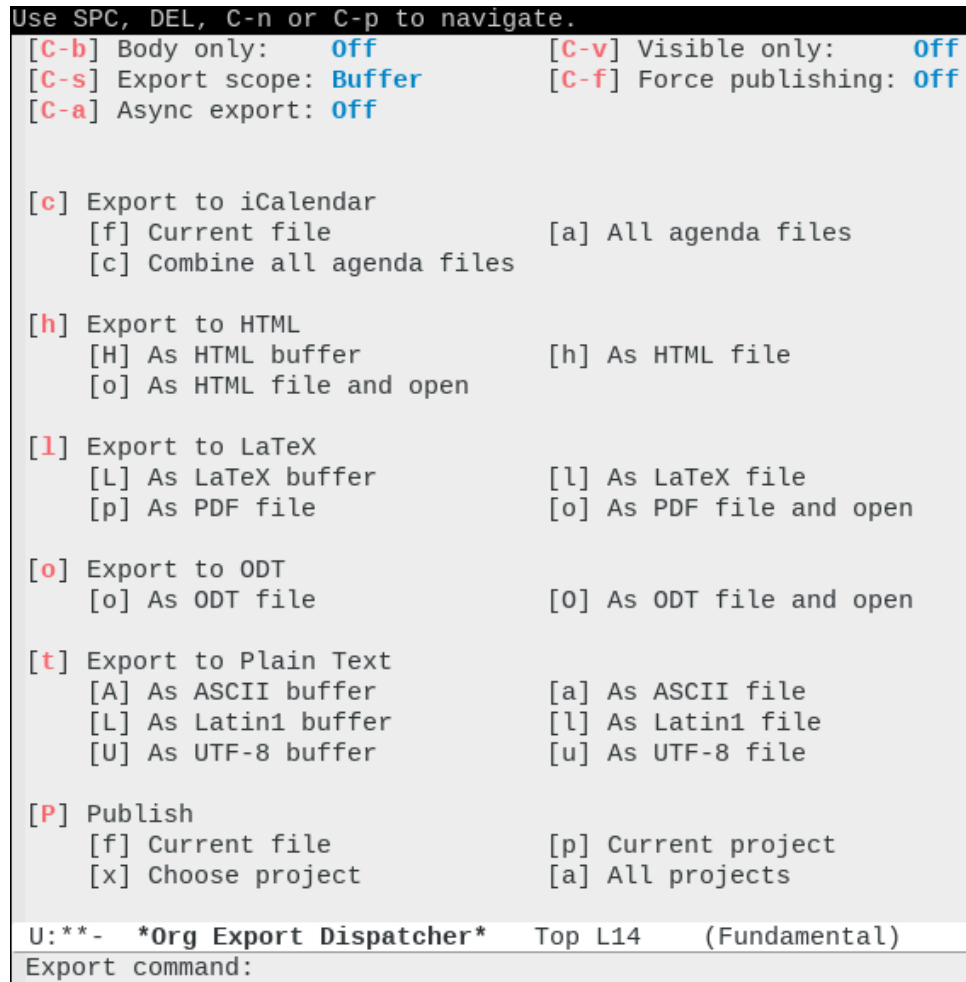 Use SPC, DEL, C-n or C-p to navigate.
[C-b] Body only:    Off           [C-v] Visible only:     Off
[C-s] Export scope: Buffer        [C-f] Force publishing: Off
[C-a] Async export: Off
[c] Export to iCalendar
    [f] Current file              [a] All agenda files
    [c] Combine all agenda files
[h] Export to HTML
    [H] As HTML buffer            [h] As HTML file
    [o] As HTML file and open
[l] Export to LaTeX
    [L] As LaTeX buffer           [l] As LaTeX file
    [p] As PDF file               [o] As PDF file and open
[o] Export to ODT
    [o] As ODT file               [O] As ODT file and open
[t] Export to Plain Text
    [A] As ASCII buffer           [a] As ASCII file
    [L] As Latin1 buffer          [l] As Latin1 file
    [U] As UTF-8 buffer           [u] As UTF-8 file
[P] Publish
    [f] Current file              [p] Current project
    [x] Choose project            [a] All projects
U:**-  *Org Export Dispatcher*   Top L14    (Fundamental)
Export command: